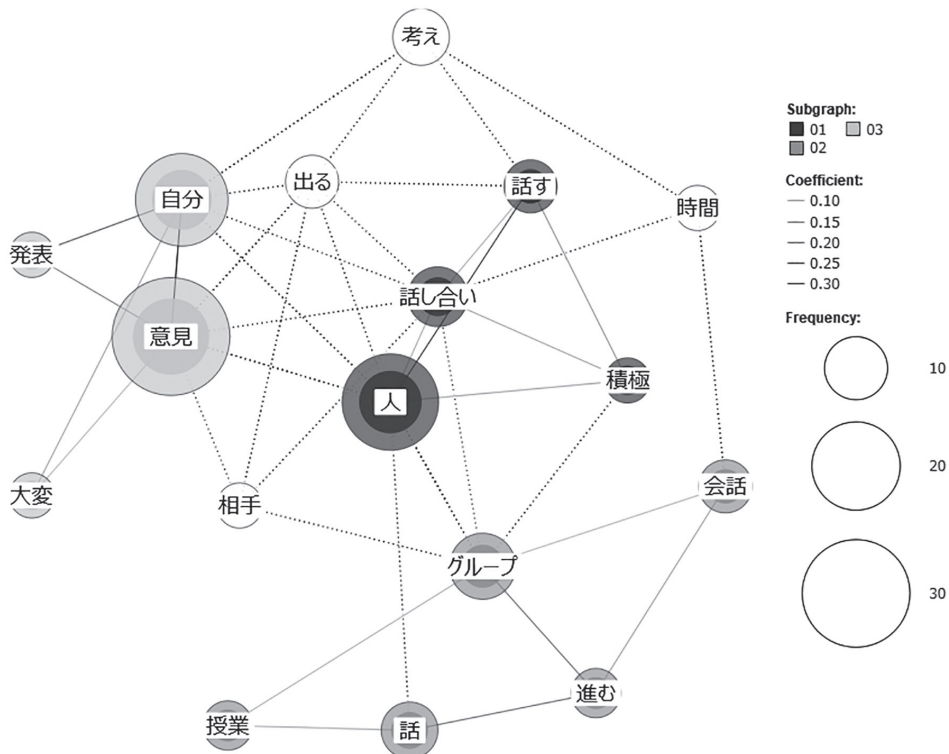 考え
自分
出る
話す
時間
発表
話し合い
意見
人
積極
大変
相手
会話
グループ
進む
授業
話
Subgraph:
01 03
02
Coefficient:
0.10
0.15
0.20
0.25
0.30
Frequency:
10
20
30